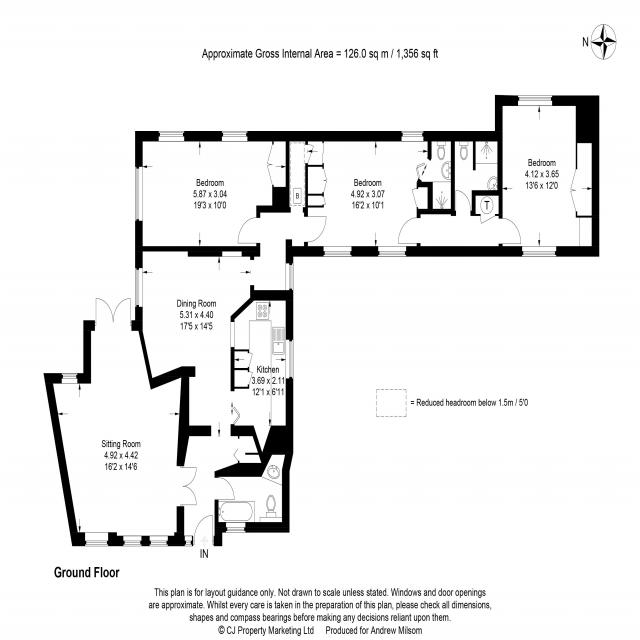 Approximate Gross Internal Area = 126.0 sq m / 1,356 sq ft
N
Bedroom
5.87 x 3.04
19'3 x 10'0
B
Bedroom
4.92 x 3.07
16'2 x 10'1
T
Bedroom
4.12 x 3.65
13'6 x 12'0
Dining Room
5.31 x 4.40
17'5 x 14'5
Kitchen
3.69 x 2.11
12'1 x 6'11
= Reduced headroom below 1.5m / 5'0
Sitting Room
4.92 x 4.42
16'2 x 14'6
IN
Ground Floor
This plan is for layout guidance only. Not drawn to scale unless stated. Windows and door openings
are approximate. Whilst every care is taken in the preparation of this plan, please check all dimensions,
shapes and compass bearings before making any decisions reliant upon them.
© CJ Property Marketing Ltd Produced for Andrew Milsom